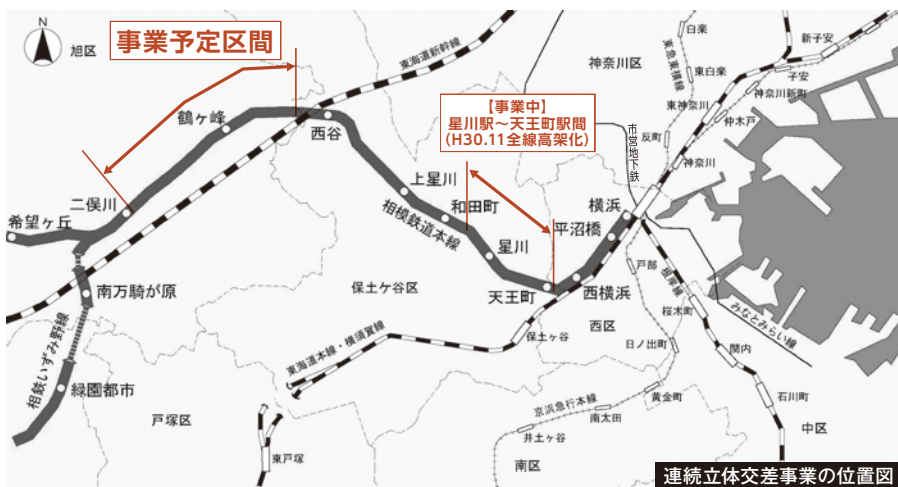 N
旭区
事業予定区間
東海道新幹線
神奈川区
白楽
東急東横線
東白楽
新子安
子安
神奈川新町
東神奈川
仲木戸
反町
神奈川
市営地下鉄
鶴ヶ峰
西谷
【事業中】
星川駅～天王町駅間
(H30.11全線高架化)
二俣川
希望ヶ丘
上星川
和田町
相模鉄道本線
星川
横浜
平沼橋
南万騎が原
保土ケ谷区
天王町
西横浜
戸部
根岸線
桜木町
みなとみらい線
西区
保土ヶ谷
東海道本線・横須賀線
日ノ出町
関内
相鉄いずみ野線
緑園都市
戸塚区
京浜急行本線
黄金町
石川町
南太田
井土ヶ谷
中区
東戸塚
南区
連続立体交差事業の位置図